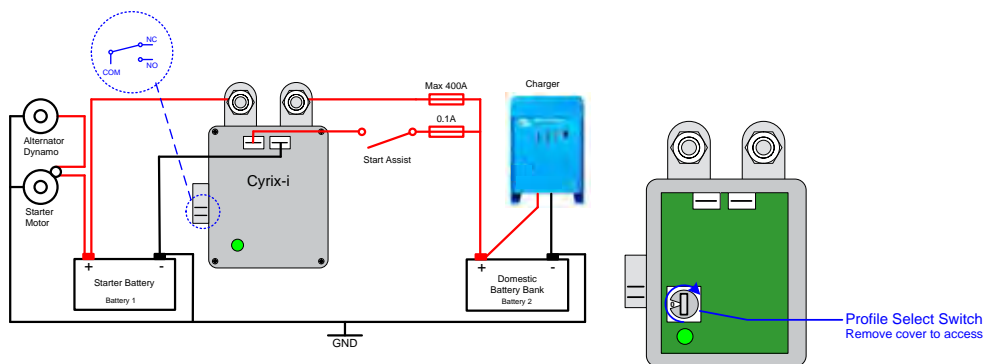 NC
COM
NO
Max 400A
Charger
0.1A
Alternator
Dynamo
Start Assist
Cyrix-i
Starter
Motor
+
-
Starter Battery
Battery 1
+
-
Domestic
Battery Bank
Battery 2
GND
0
Profile Select Switch
Remove cover to access